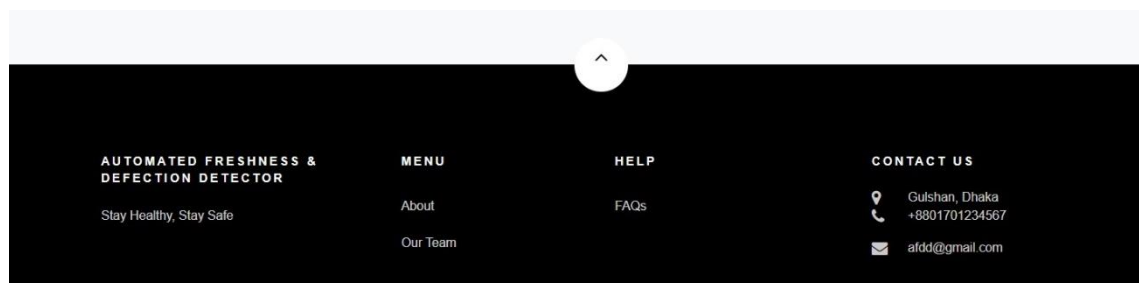 AUTOMATED FRESHNESS &
DEFECTION DETECTOR
Stay Healthy, Stay Safe
MENU
About
Our Team
HELP
FAQs
CONTACT US
Gulshan, Dhaka
+8801701234567
afdd@gmail.com